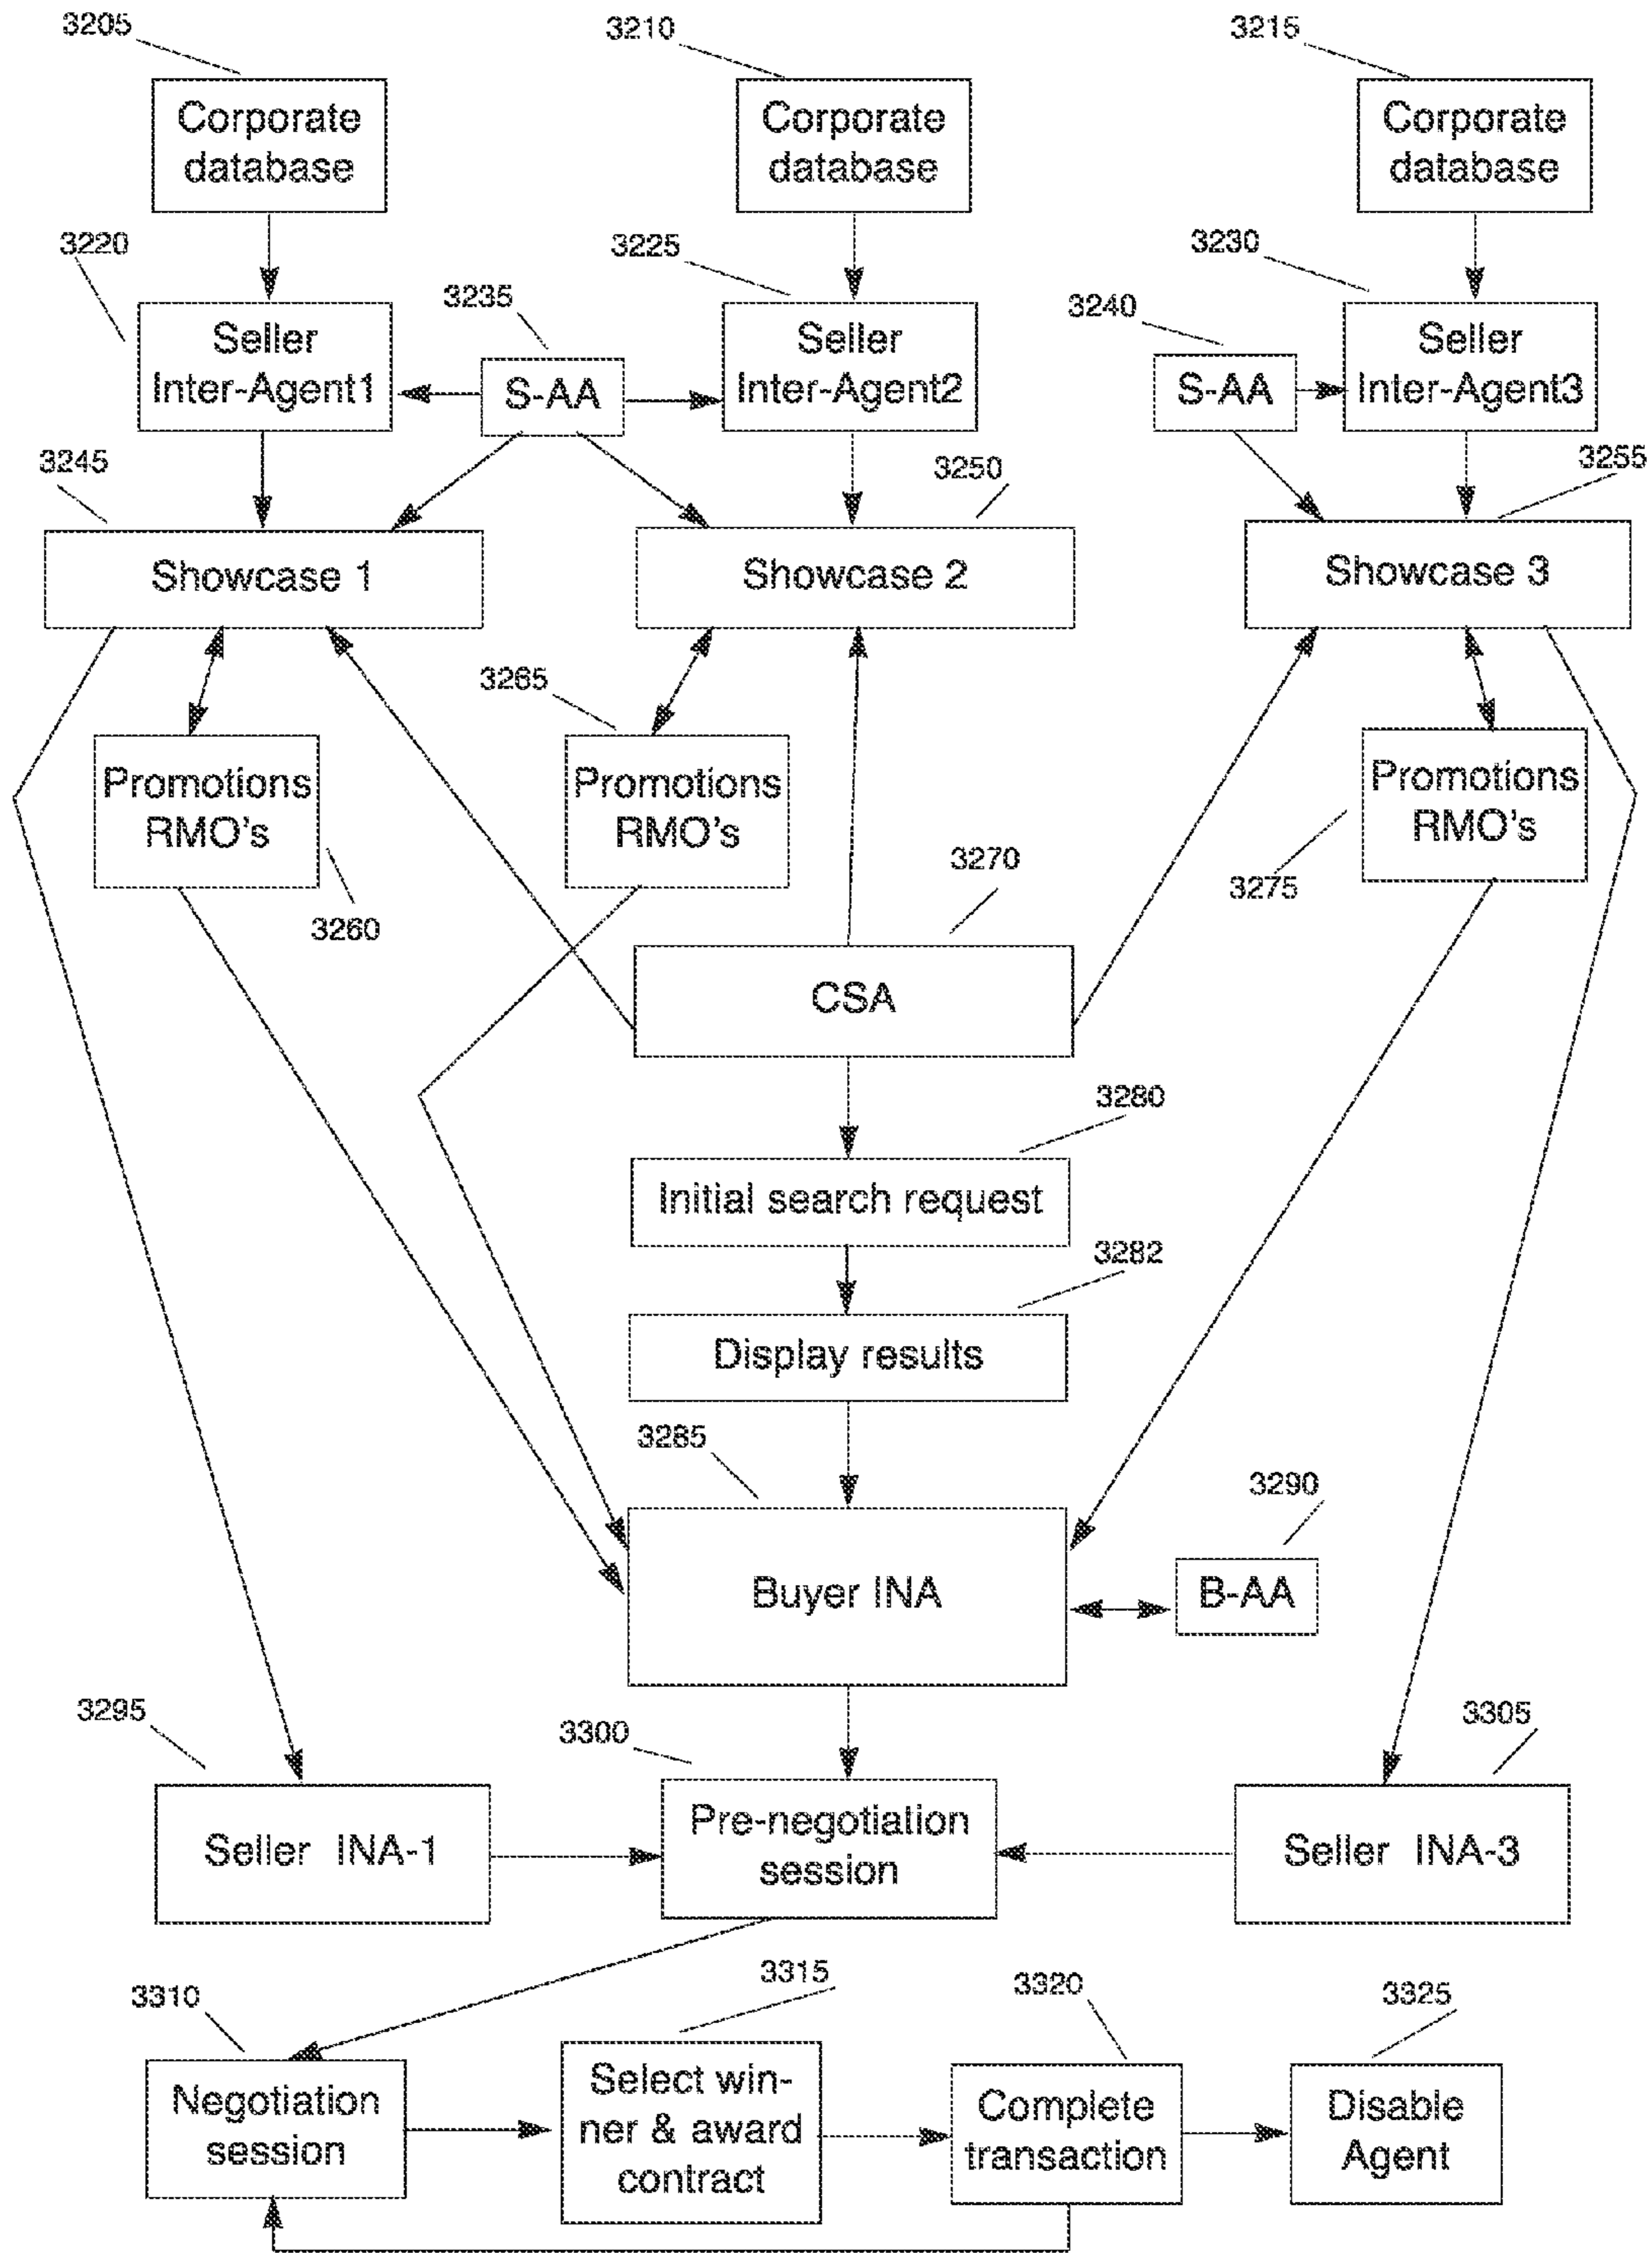 3205
3210
3215
Corporate
database
Corporate
database
Corporate
database
3220
3225
3230
3235
3240
Seller
Inter-Agent1
S-AA
Seller
Inter-Agent2
S-AA
Seller
Inter-Agent3
3245
3250
3255
Showcase 1
Showcase 2
Showcase 3
3265
Promotions
RMO's
Promotions
RMO's
Promotions
RMO's
3260
3270
3275
CSA
3280
Initial search request
3282
Display results
3285
3290
Buyer INA
B-AA
3295
3300
3305
Seller INA-1
Pre-negotiation
session
Seller INA-3
3310
3315
3320
3325
Negotiation
session
Select win-
ner & award
contract
Complete
transaction
Disable
Agent